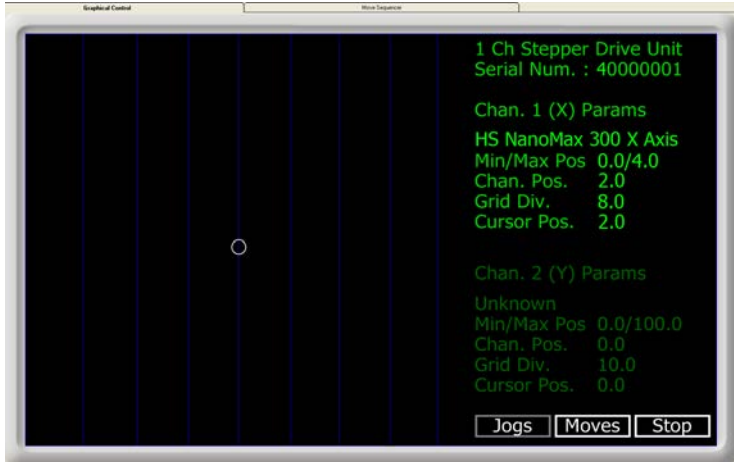 Graphical Control
Move Sequencer
1 Ch Stepper Drive Unit
Serial Num. : 40000001
Chan. 1 (X) Params
HS NanoMax 300 X Axis
Min/Max Pos 0.0/4.0
Chan. Pos. 2.0
Grid Div. 8.0
Cursor Pos. 2.0
Chan. 2 (Y) Params
Unknown
Min/Max Pos 0.0/100.0
Chan. Pos. 0.0
Grid Div. 10.0
Cursor Pos. 0.0
Jogs Moves Stop